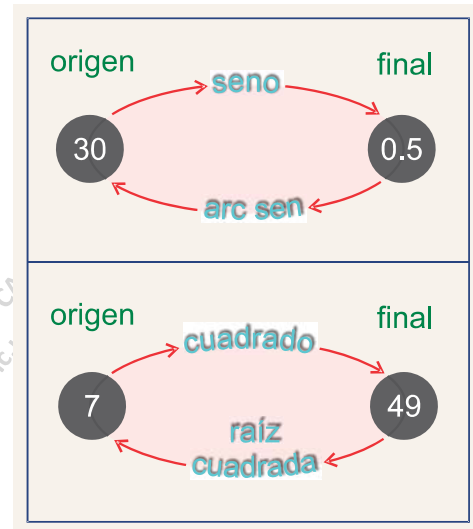 origen
final
seno
30
0.5
arc sen
origen
final
cuadrado
7
49
raíz
cuadrada